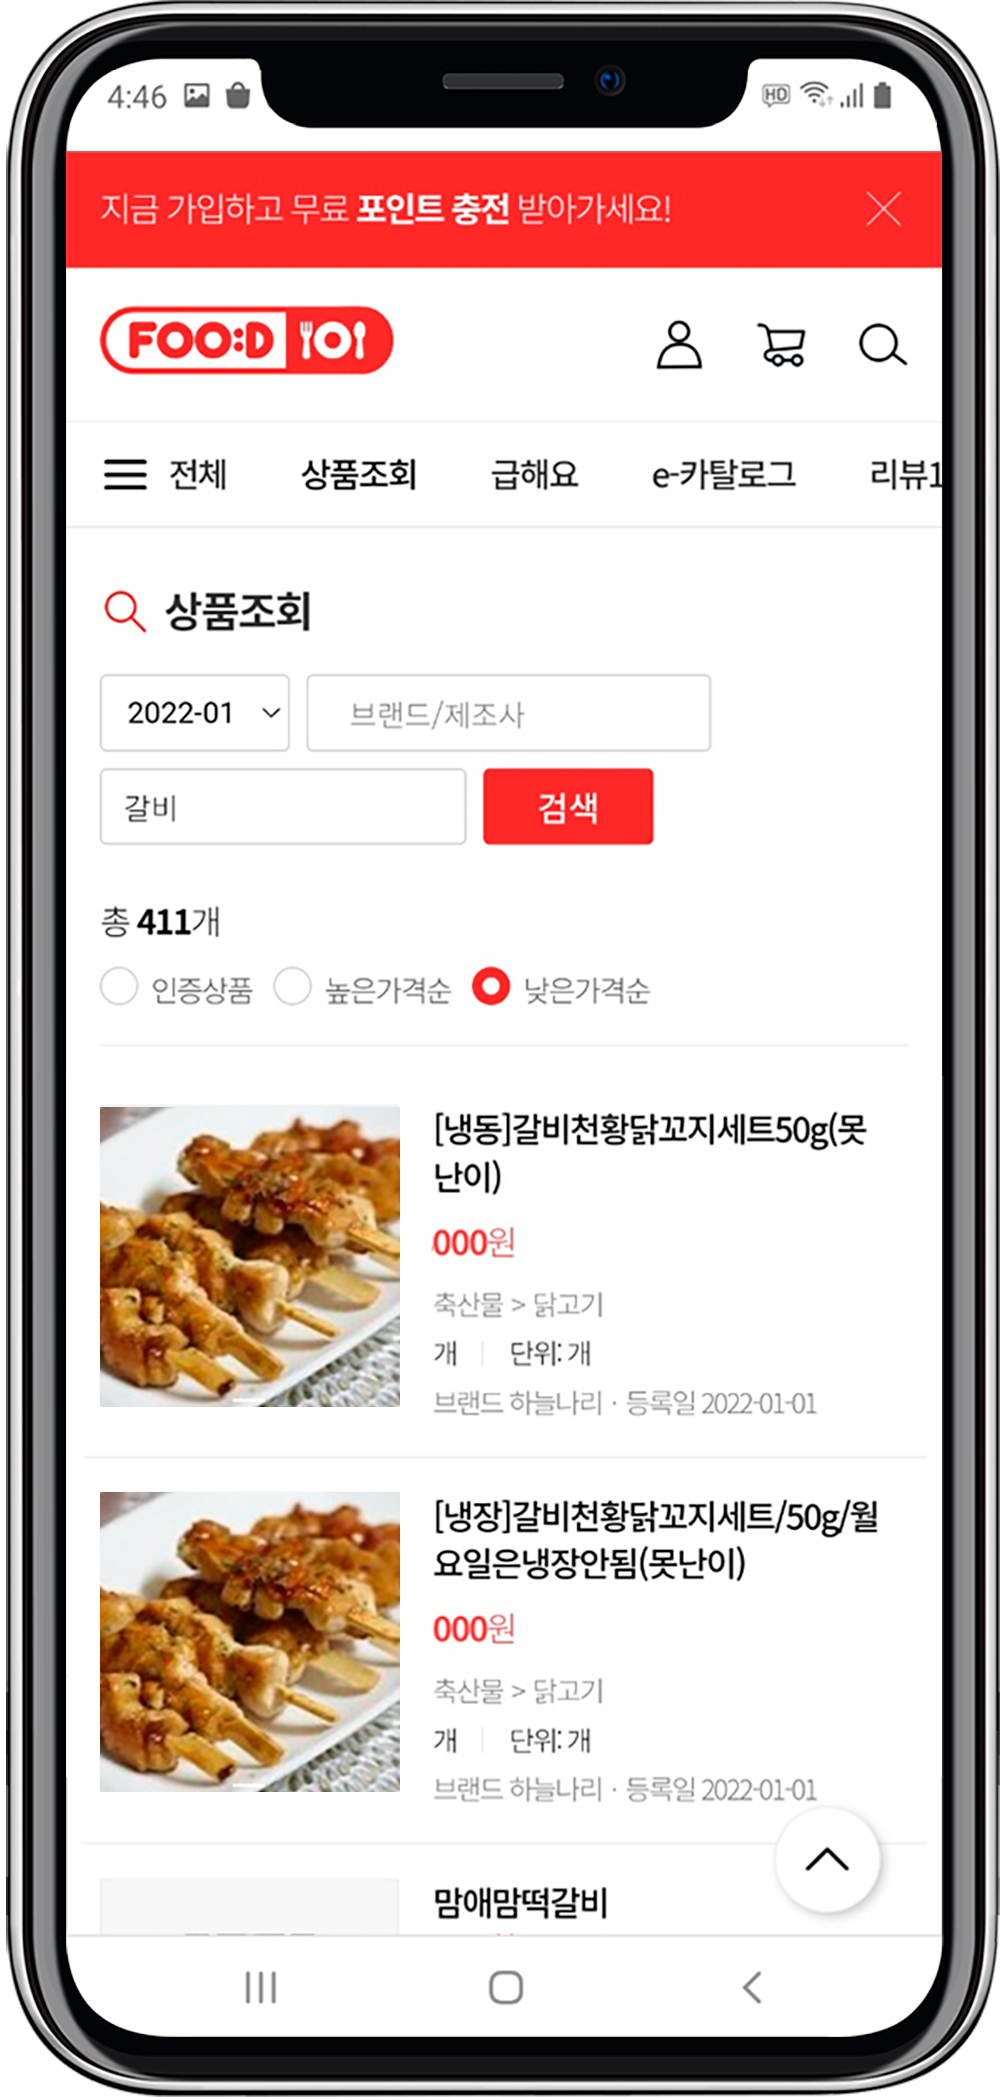 4:46 HD
지금 가입하고 무료 포인트 충전 받아가세요!
FOO:D
전체 상품조회 급해요 e-카탈로그 리뷰1
상품조회
2022-01 브랜드/제조사
갈비 검색
총 411개
인증상품 높은가격순 낮은가격순
[냉동]갈비천황닭꼬지세트50g(못
난이)
000원
축산물 > 닭고기
개 단위: 개
브랜드 하늘나리 · 등록일 2022-01-01
[냉장]갈비천황닭꼬지세트/50g/월
요일은냉장안됨(못난이)
000원
축산물 > 닭고기
개 단위: 개
브랜드 하늘나리 · 등록일 2022-01-01
맘애맘떡갈비